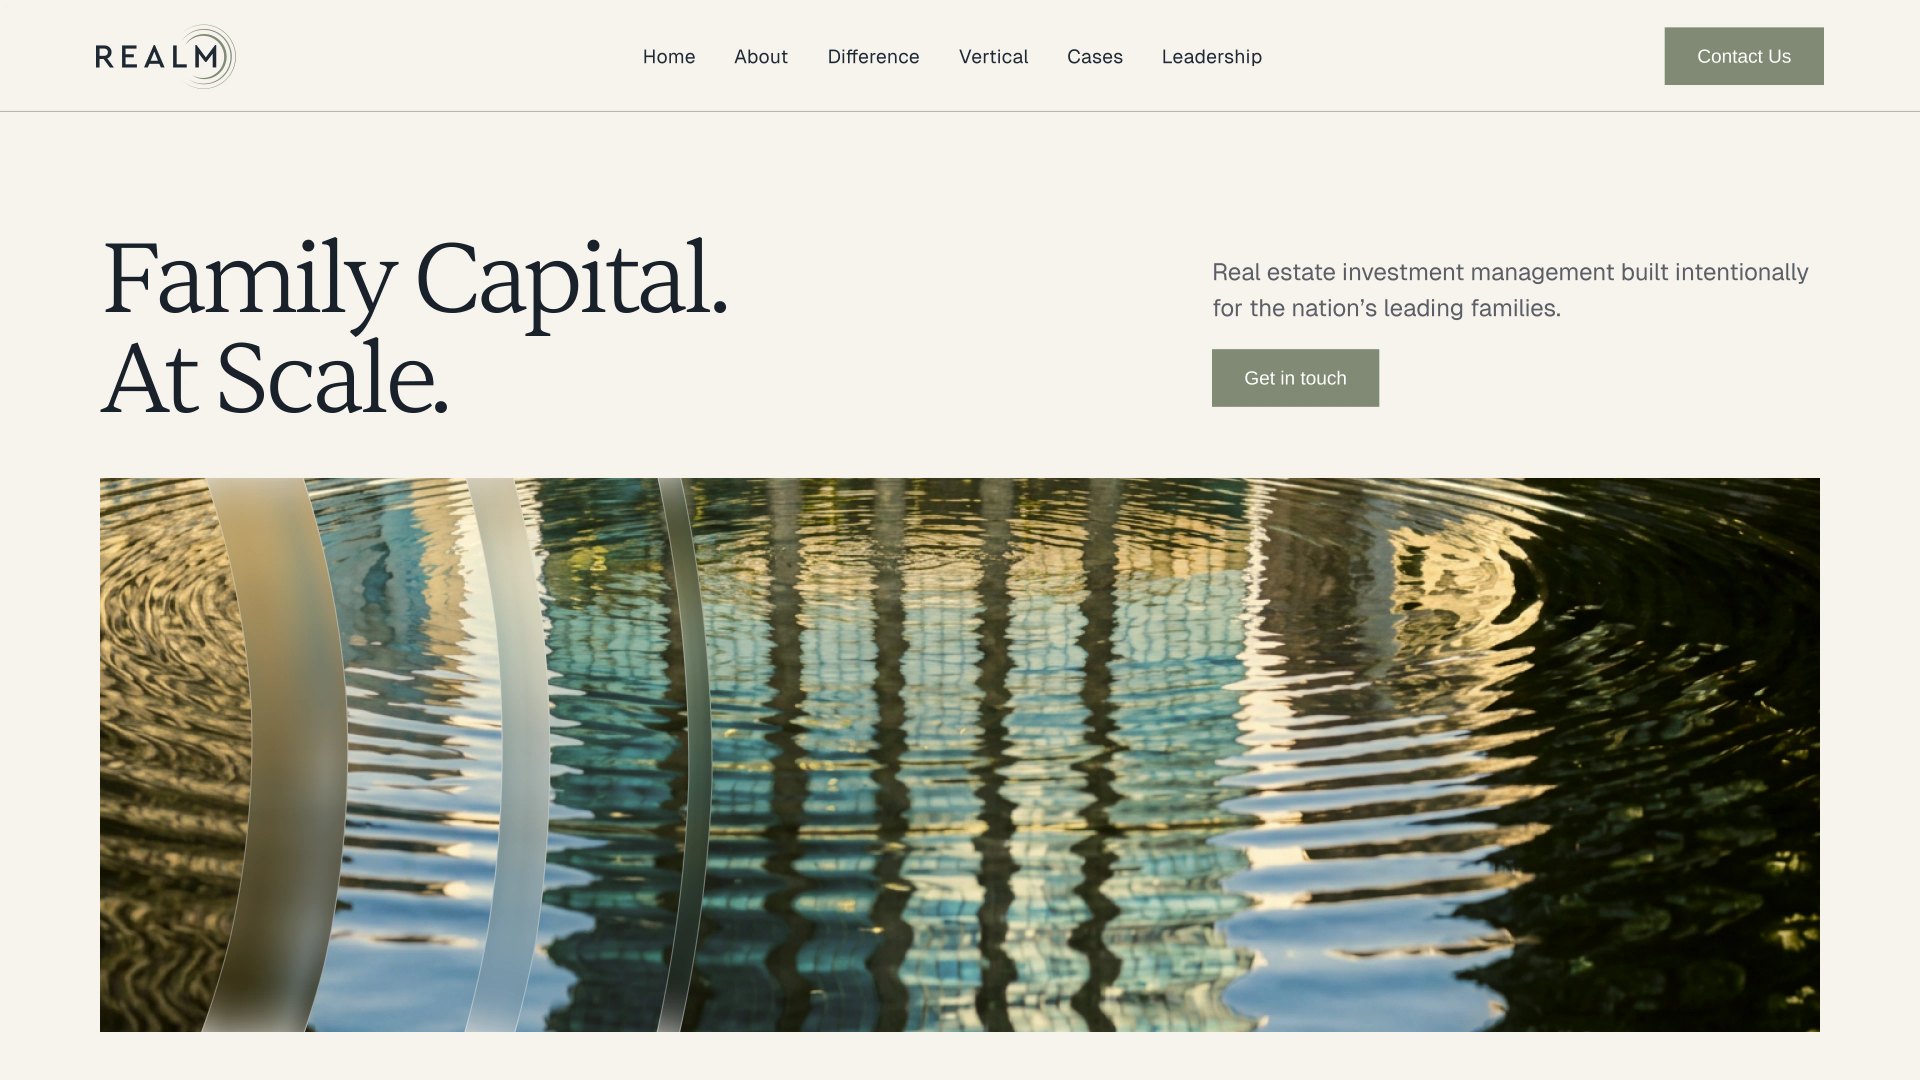 REALM
Home
About
Difference
Vertical
Cases
Leadership
Contact Us
Family Capital.
At Scale.
Real estate investment management built intentionally
for the nation’s leading families.
Get in touch